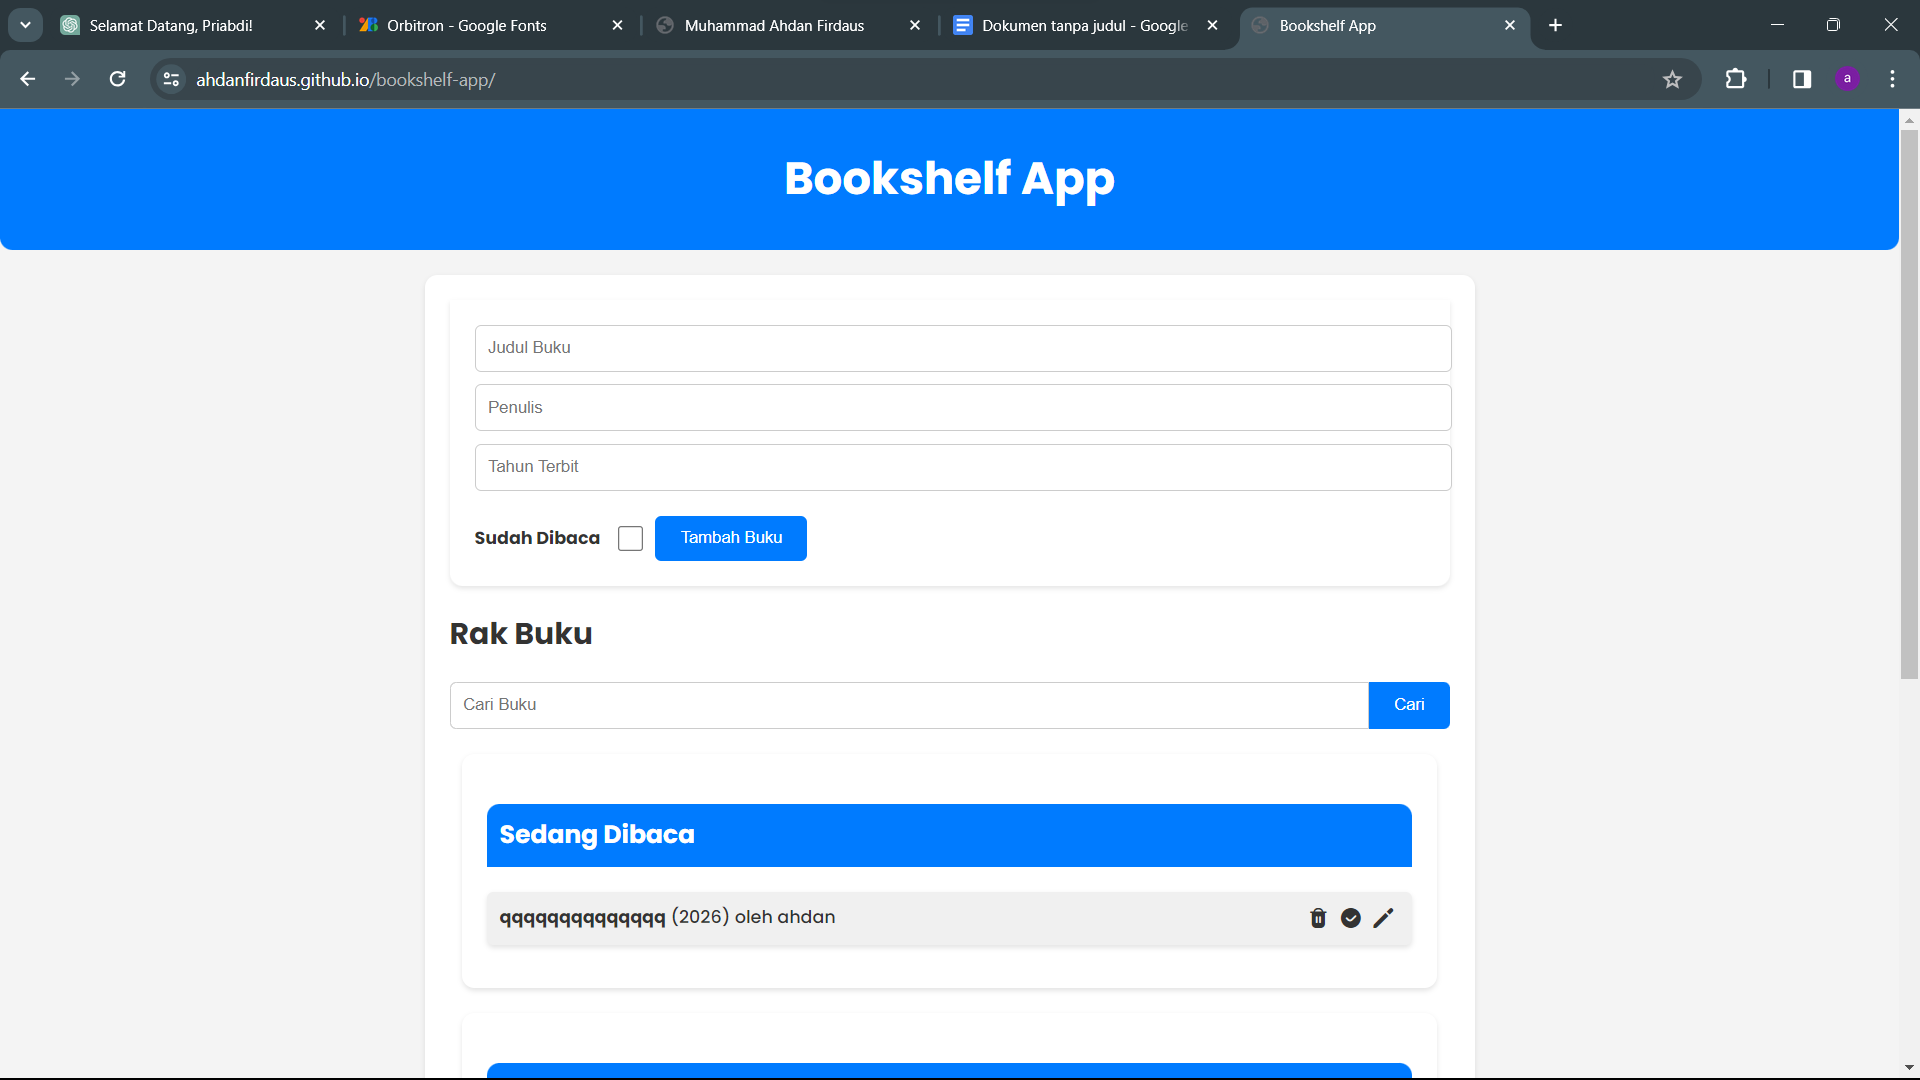 Selamat Datang, Priabdi!
Orbitron - Google Fonts
Muhammad Ahdan Firdaus
Dokumen tanpa judul - Google
Bookshelf App
ahdanfirdaus.github.io/bookshelf-app/
a
Bookshelf App
Judul Buku
Penulis
Tahun Terbit
Sudah Dibaca
Tambah Buku
Rak Buku
Cari Buku
Cari
Sedang Dibaca
qqqqqqqqqqqqqq (2026) oleh ahdan